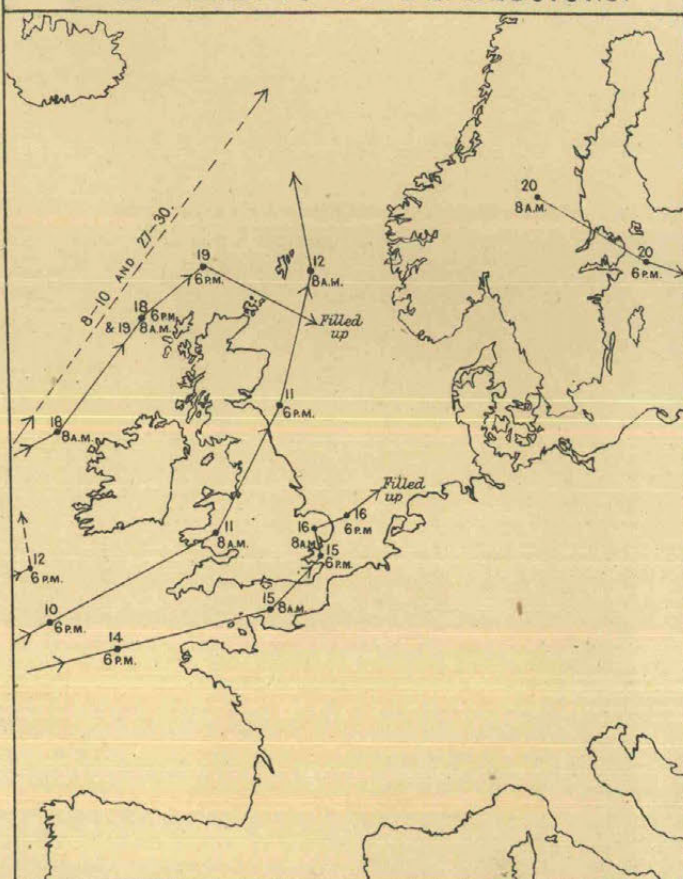 8–10 AND 27–30.
20
8 A.M.
20
6 P.M.
19
6 P.M.
12
8 A.M.
18 6 P.M.
& 19 8 A.M.
Filled
up
11
6 P.M.
18
8 A.M.
Filled
up
16
6 P.M.
16
8 A.M.
11
8 A.M.
15
6 P.M.
12
6 P.M.
15
8 A.M.
10
6 P.M.
14
6 P.M.